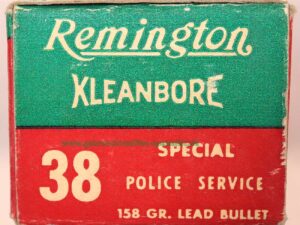 Remington
KLEANBORE
38
SPECIAL
POLICE SERVICE
158 GR. LEAD BULLET